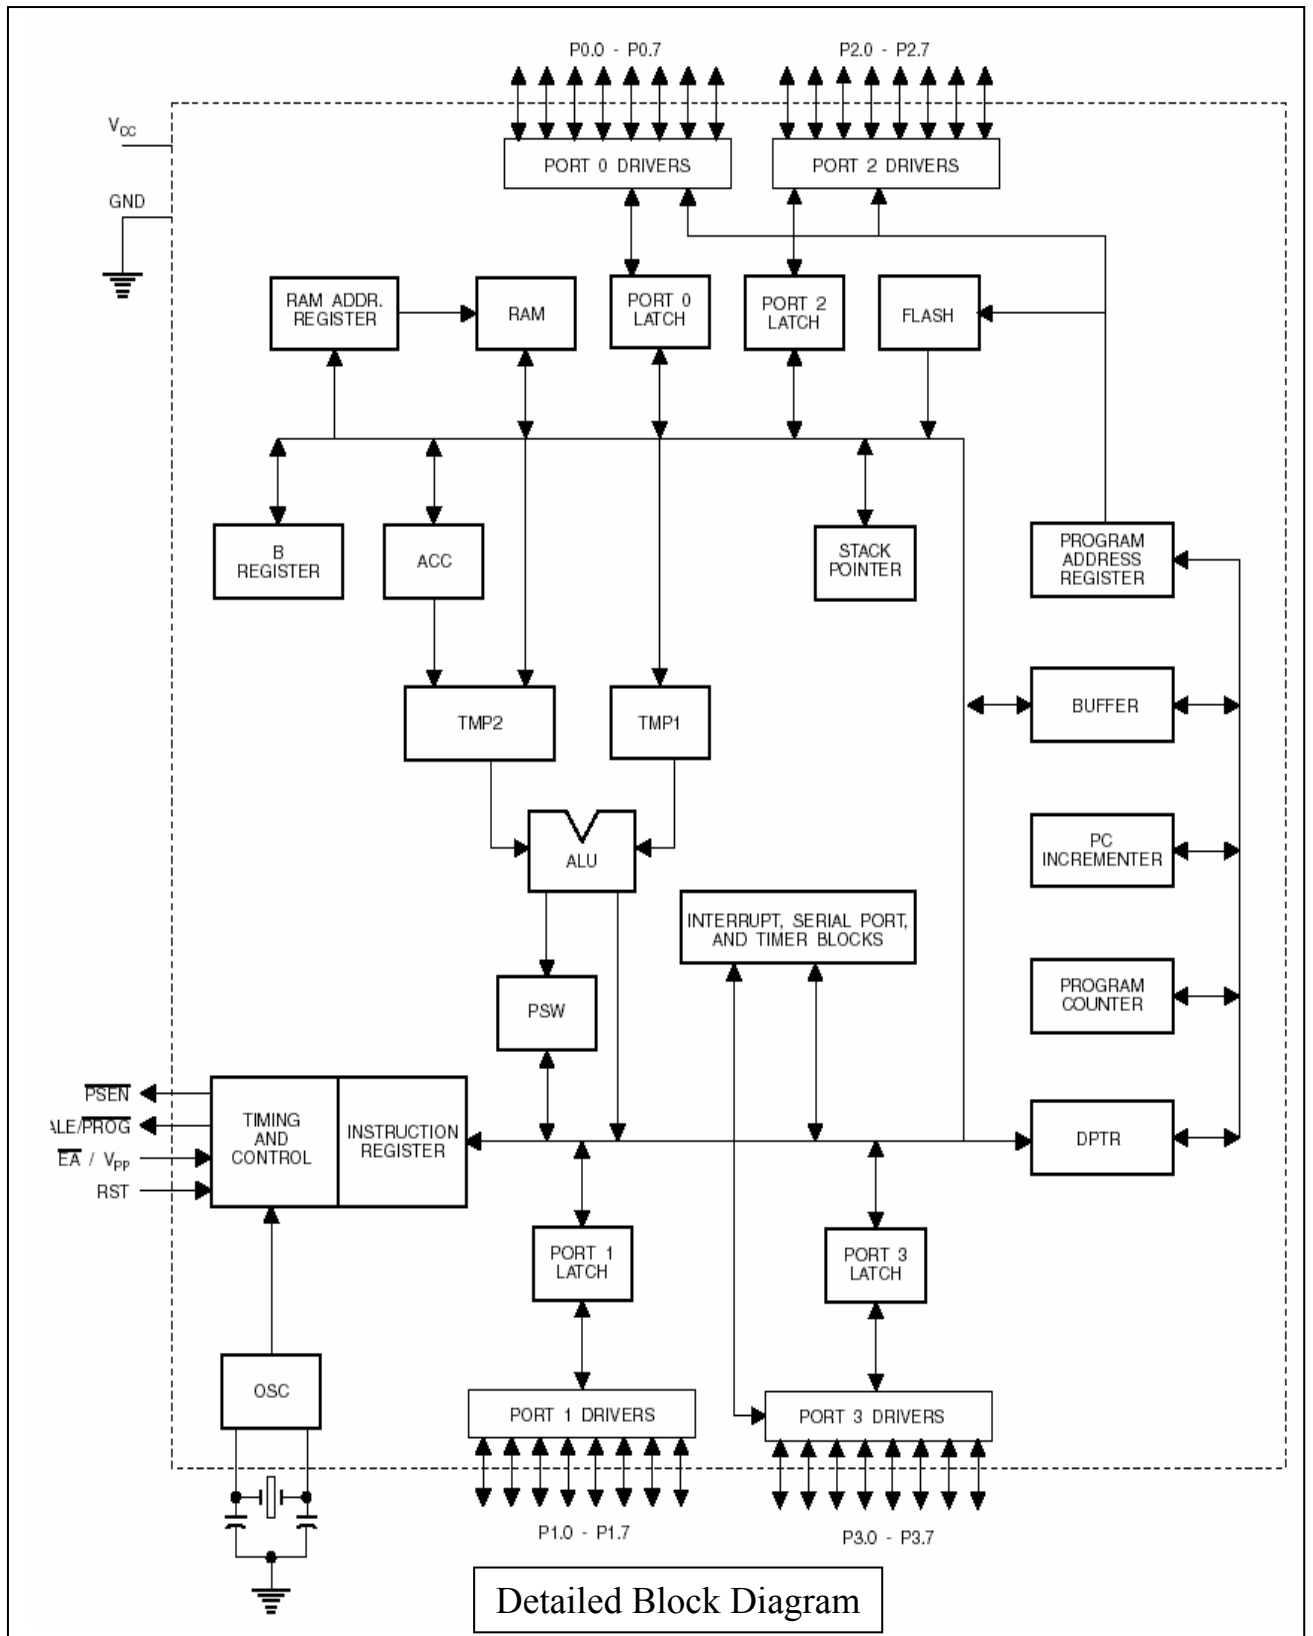 P0.0 - P0.7
P2.0 - P2.7
VCC
GND
PORT 0 DRIVERS
PORT 2 DRIVERS
RAM ADDR.
REGISTER
RAM
PORT 0
LATCH
PORT 2
LATCH
FLASH
B
REGISTER
ACC
STACK
POINTER
PROGRAM
ADDRESS
REGISTER
TMP2
TMP1
BUFFER
ALU
PC
INCREMENTER
INTERRUPT, SERIAL PORT,
AND TIMER BLOCKS
PSW
PROGRAM
COUNTER
PSEN
ALE/PROG
EA / VPP
RST
TIMING
AND
CONTROL
INSTRUCTION
REGISTER
DPTR
PORT 1
LATCH
PORT 3
LATCH
OSC
PORT 1 DRIVERS
PORT 3 DRIVERS
P1.0 - P1.7
P3.0 - P3.7
Detailed Block Diagram